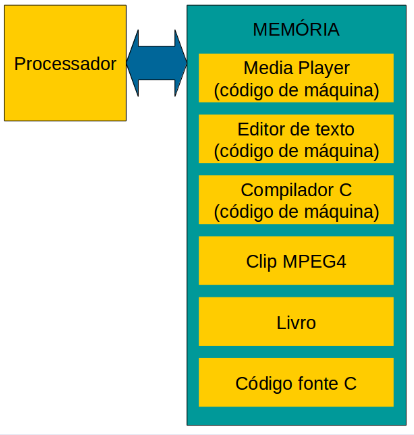 Processador
MEMÓRIA
Media Player
(código de máquina)
Editor de texto
(código de máquina)
Compilador C
(código de máquina)
Clip MPEG4
Livro
Código fonte C